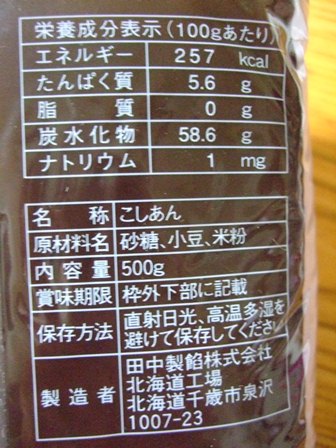 栄養成分表示(100gあたり)
エネルギー 257 kcal
たんぱく質 5.6 g
脂質 0 g
炭水化物 58.6 g
ナトリウム 1 mg
名称 こしあん
原材料名 砂糖、小豆、米粉
内容量 500g
賞味期限 枠外下部に記載
保存方法 直射日光、高温多湿を
避けて保存してください
製造者 田中製餡株式会社
北海道工場
北海道千歳市泉沢
1007-23